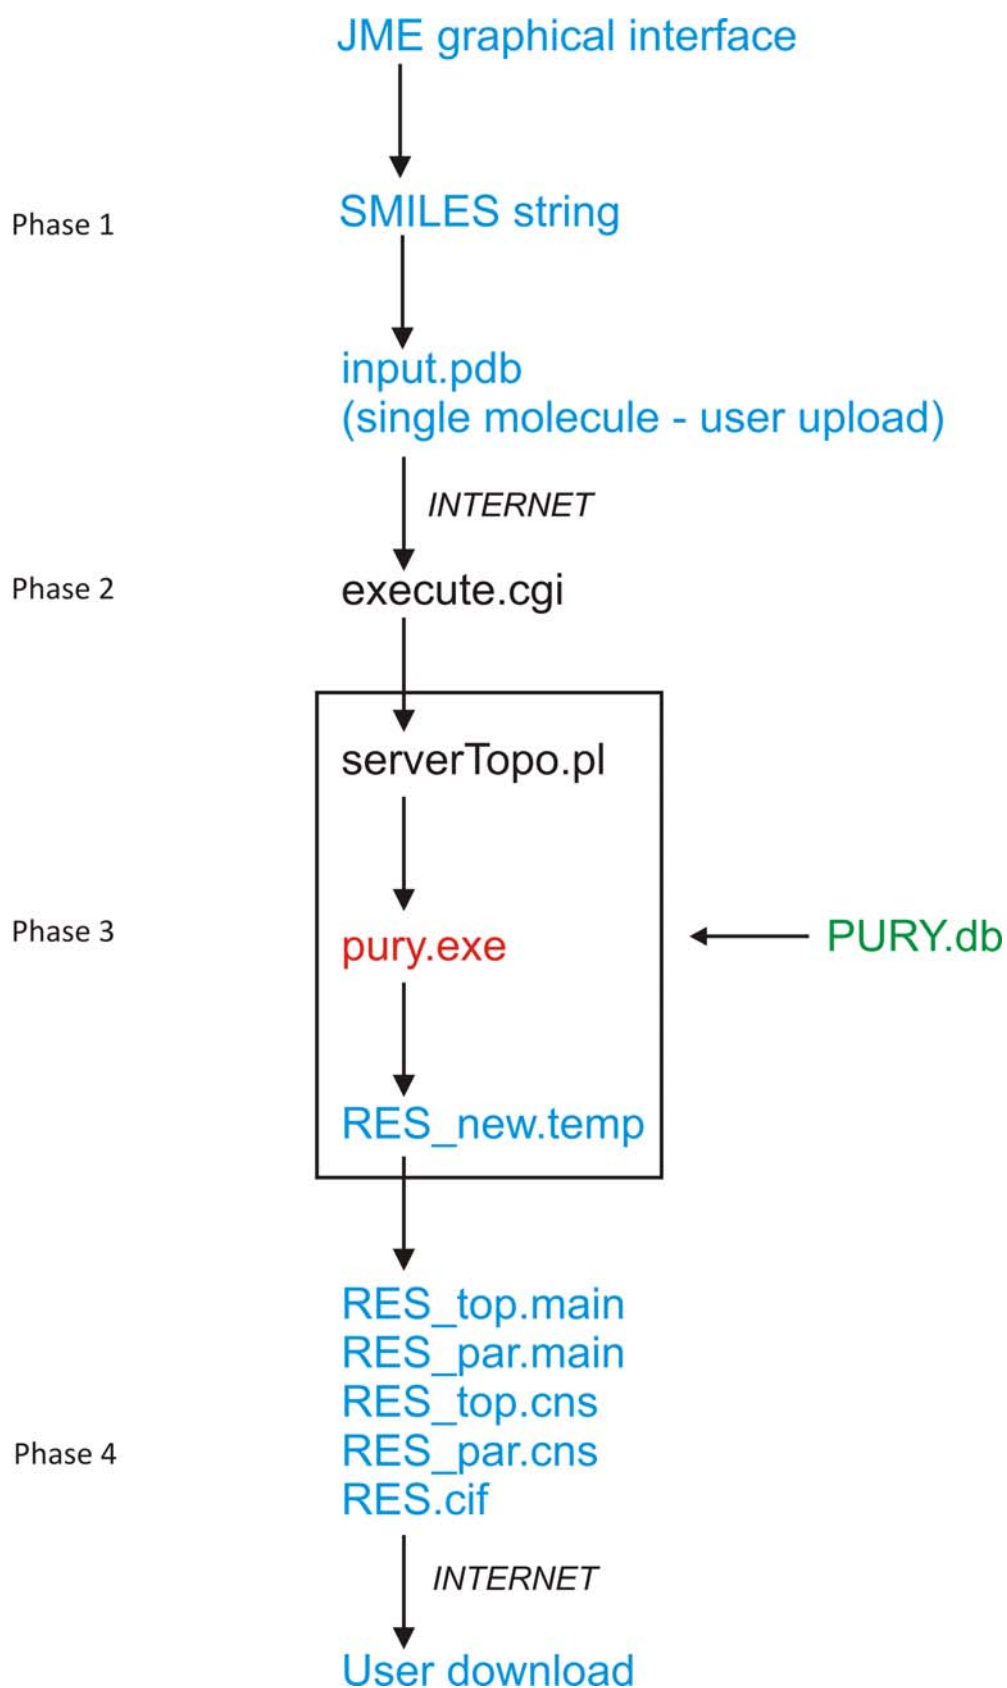 JME graphical interface
Phase 1
SMILES string
input.pdb
(single molecule - user upload)
INTERNET
Phase 2
execute.cgi
serverTopo.pl
Phase 3
pury.exe
PURY.db
RES_new.temp
RES_top.main
RES_par.main
RES_top.cns
Phase 4
RES_par.cns
RES.cif
INTERNET
User download